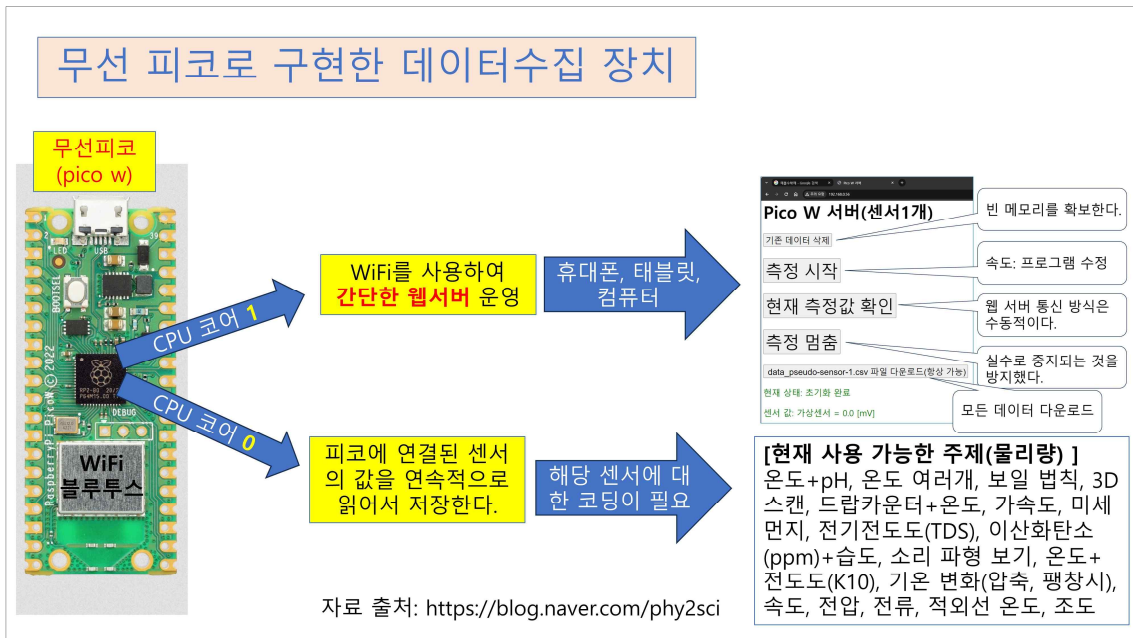 무선 피코로 구현한 데이터수집 장치
무선피코
(pico w)
2
39
LED
USB
BOOTSEL
RaspberryPi PicoW © 2022
DEBUG
WiFi
블루투스
CPU 코어 1
CPU 코어 0
WiFi를 사용하여
간단한 웹서버 운영
휴대폰, 태블릿,
컴퓨터
피코에 연결된 센서
의 값을 연속적으로
읽어서 저장한다.
해당 센서에 대
한 코딩이 필요
Pico W 서버
Pico W 서버(센서1개)
기존 데이터 삭제
측정 시작
현재 측정값 확인
측정 멈춤
data_pseudo-sensor-1.csv 파일 다운로드(항상 가능)
현재 상태: 초기화 완료
센서 값: 가상센서 = 0.0 [mV]
빈 메모리를 확보한다.
속도: 프로그램 수정
웹 서버 통신 방식은
수동적이다.
실수로 중지되는 것을
방지했다.
모든 데이터 다운로드
[현재 사용 가능한 주제(물리량) ]
온도+pH, 온도 여러개, 보일 법칙, 3D
스캔, 드랍카운터+온도, 가속도, 미세
먼지, 전기전도도(TDS), 이산화탄소
(ppm)+습도, 소리 파형 보기, 온도+
전도도(K10), 기온 변화(압축, 팽창시),
속도, 전압, 전류, 적외선 온도, 조도
자료 출처: https://blog.naver.com/phy2sci